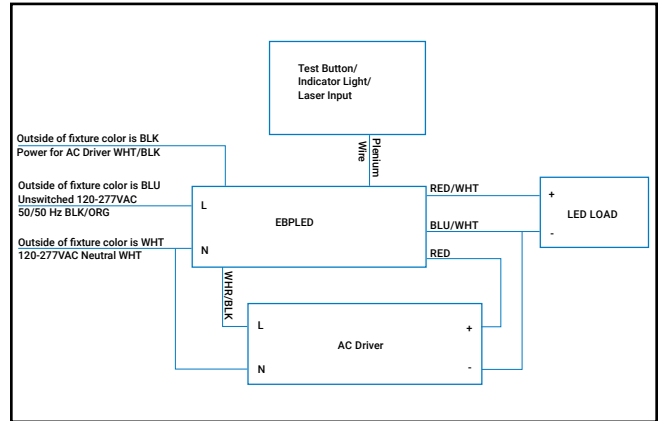 Test Button/
Indicator Light/
Laser Input
Plenium
Wire
Outside of fixture color is BLK
Power for AC Driver WHT/BLK
Outside of fixture color is BLU
Unswitched 120-277VAC
50/50 Hz BLK/ORG
Outside of fixture color is WHT
120-277VAC Neutral WHT
L
N
EBPLED
RED/WHT
BLU/WHT
RED
+
-
LED LOAD
WHR/BLK
L
N
AC Driver
+
-